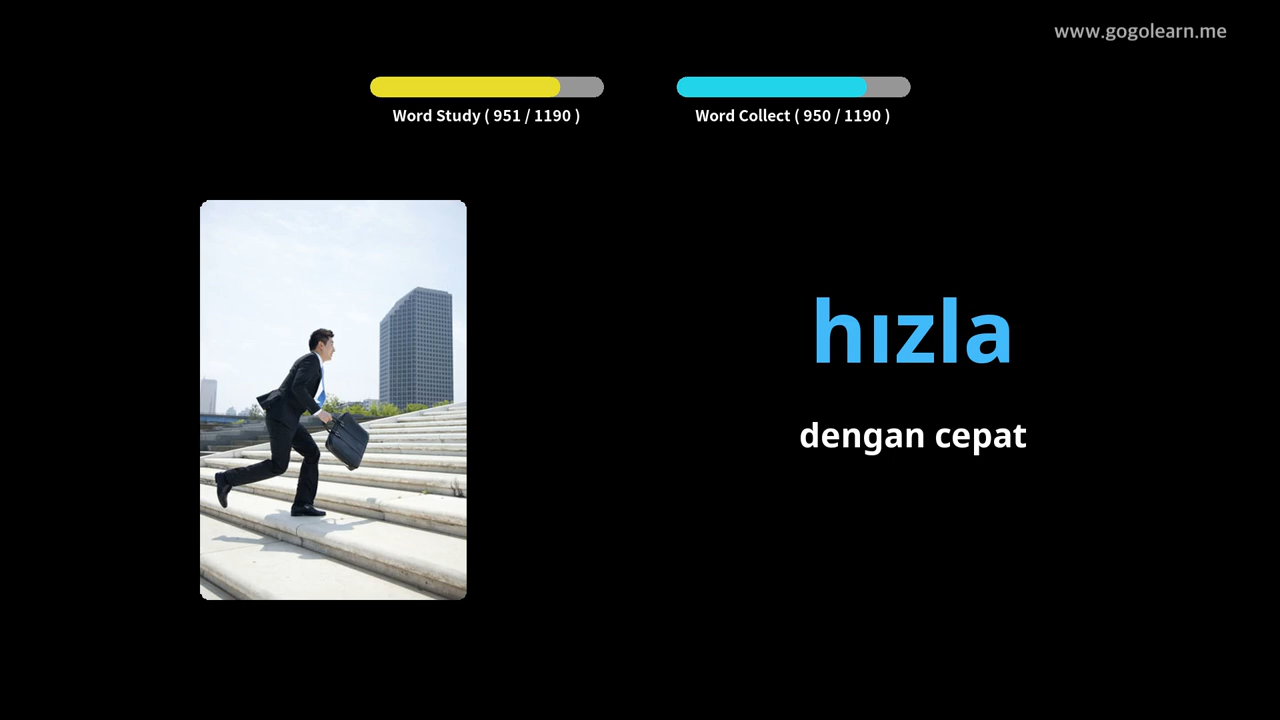 www.gogolearn.me
Word Study ( 951 / 1190 )
Word Collect ( 950 / 1190 )
hızla
dengan cepat